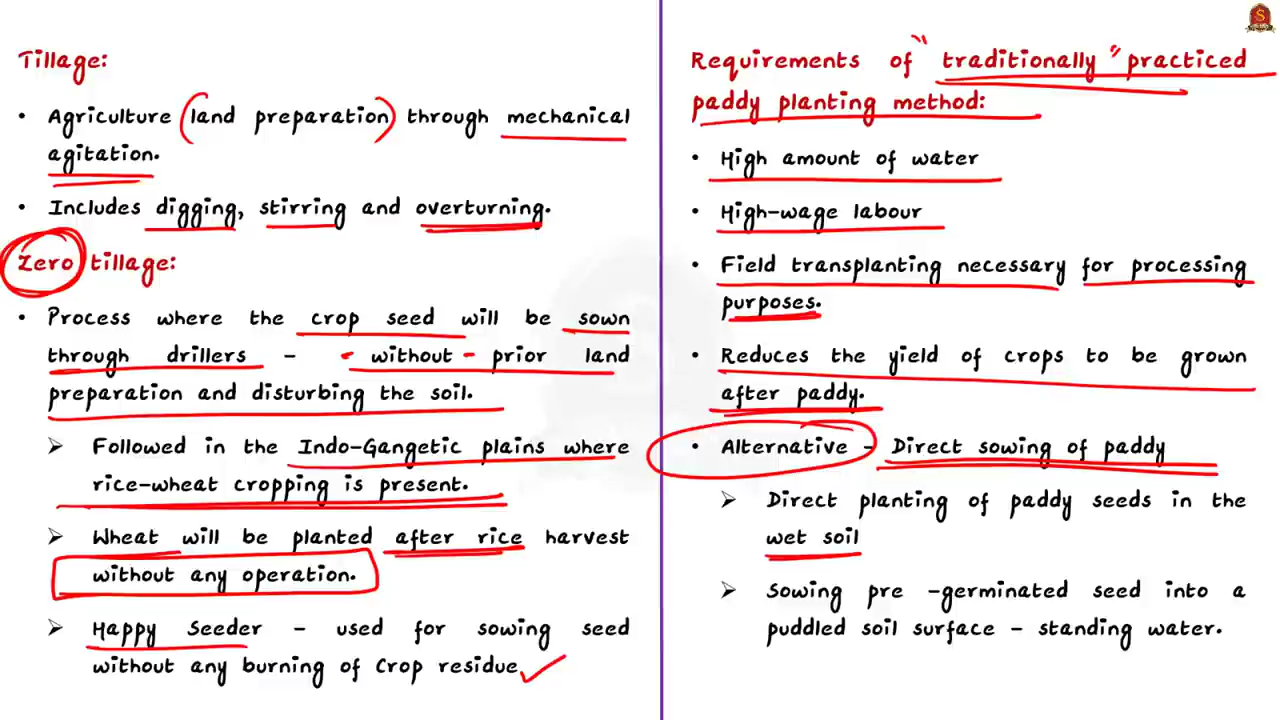 Tillage:
• Agriculture (land preparation) through mechanical
agitation.
• Includes digging, stirring and overturning.
Zero tillage:
• Process where the crop seed will be sown
through drillers – without – prior land
preparation and disturbing the soil.
➢ Followed in the Indo-Gangetic plains where
rice-wheat cropping is present.
➢ Wheat will be planted after rice harvest
without any operation.
➢ Happy Seeder – used for sowing seed
without any burning of Crop residue
Requirements of "traditionally" practiced
paddy planting method:
• High amount of water
• High-wage labour
• Field transplanting necessary for processing
purposes.
• Reduces the yield of crops to be grown
after paddy.
• Alternative – Direct sowing of paddy
➢ Direct planting of paddy seeds in the
wet soil
➢ Sowing pre -germinated seed into a
puddled soil surface – standing water.